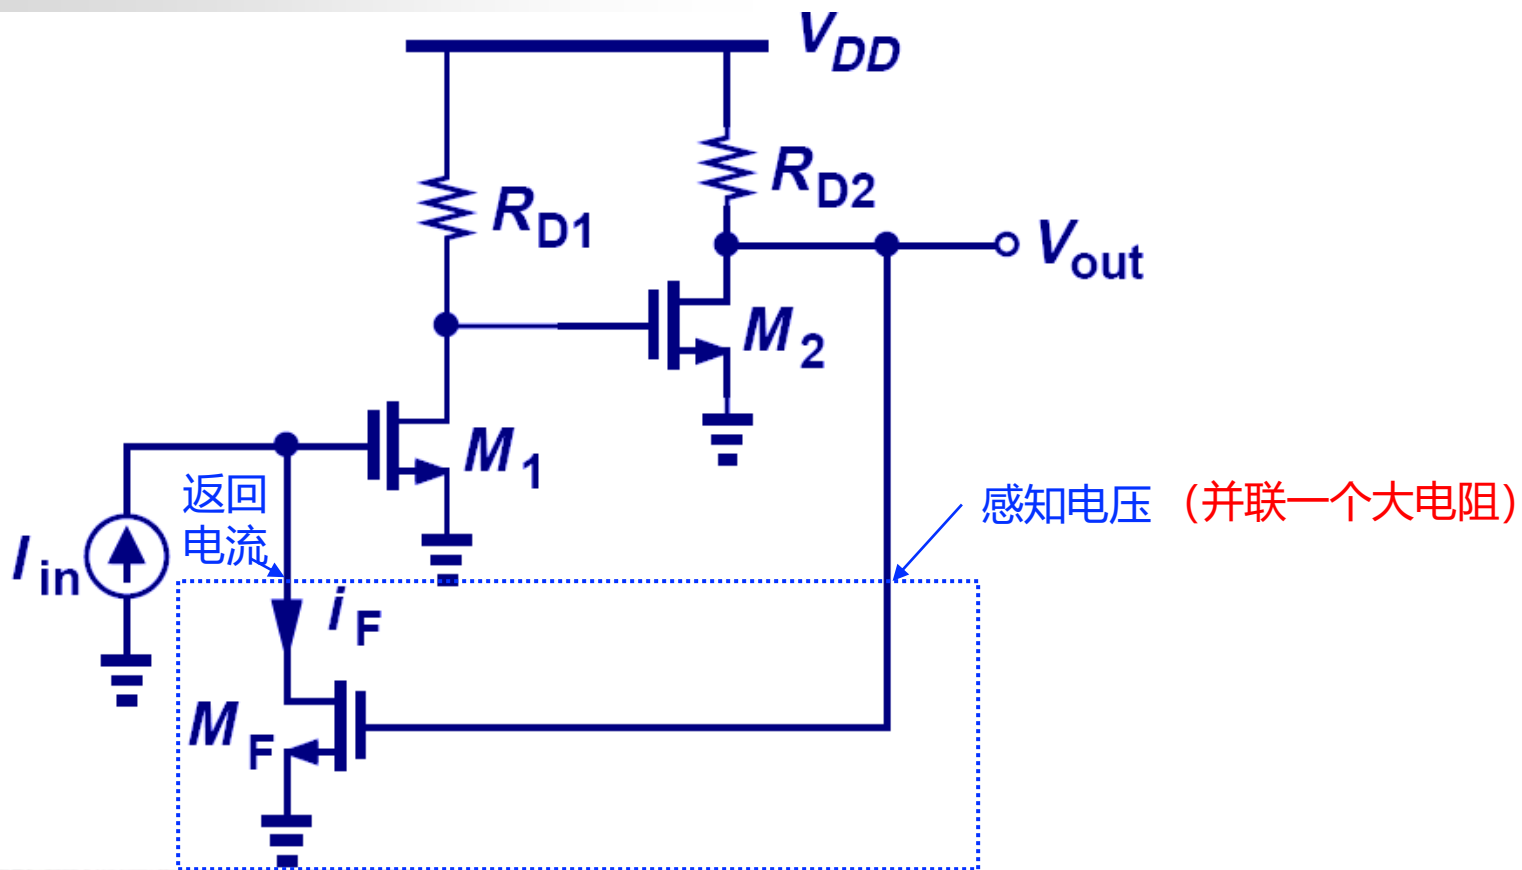 VDD
RD1
RD2
Vout
M2
M1
返回
电流
感知电压 （并联一个大电阻）
Iin
iF
MF